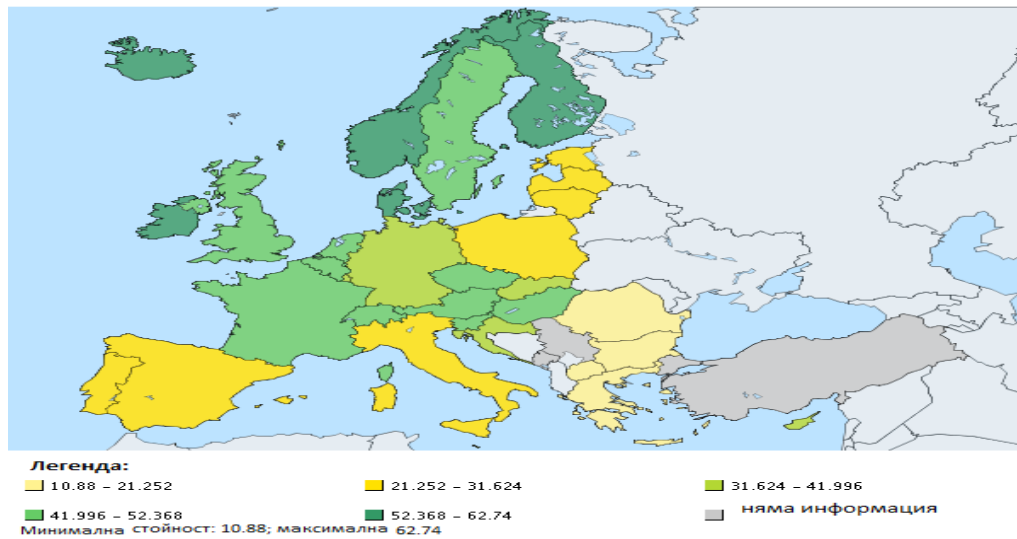 Легенда:
10.88 - 21.252 21.252 - 31.624 31.624 - 41.996
41.996 - 52.368 52.368 - 62.74 няма информация
Минимална стойност: 10.88; максимална 62.74